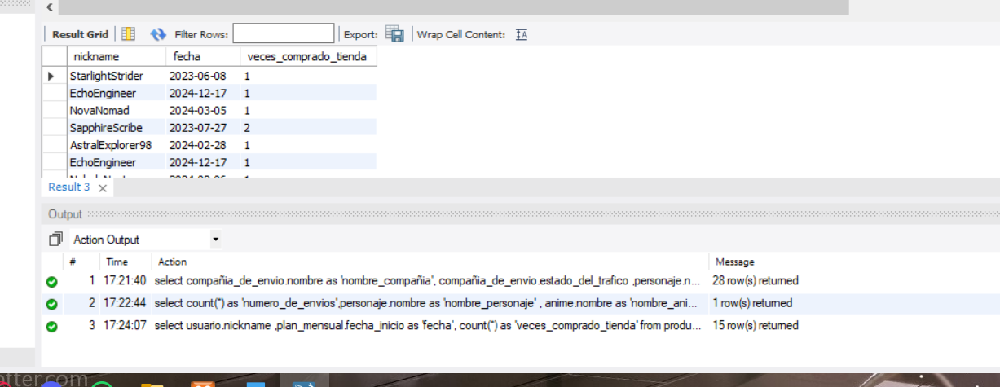 Result Grid Filter Rows: Export: Wrap Cell Content: IA
nickname fecha veces_comprado_tienda
StarlightStrider 2023-06-08 1
EchoEngineer 2024-12-17 1
NovaNomad 2024-03-05 1
SapphireScribe 2023-07-27 2
AstralExplorer98 2024-02-28 1
EchoEngineer 2024-12-17 1
Result 3 ×
Output
Action Output
# Time Action Message
1 17:21:40 select compañia_de_envio.nombre as 'nombre_compañia', compañia_de_envio.estado_del_trafico ,personaje.n... 28 row(s) returned
2 17:22:44 select count(*) as 'numero_de_envios',personaje.nombre as 'nombre_personaje' , anime.nombre as 'nombre_ani... 1 row(s) returned
3 17:24:07 select usuario.nickname ,plan_mensual.fecha_inicio as 'fecha', count(*) as 'veces_comprado_tienda' from produ... 15 row(s) returned
otter.com